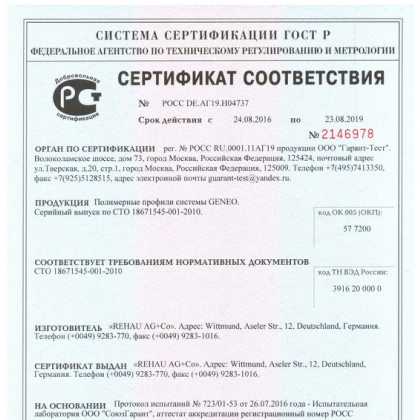 СИСТЕМА СЕРТИФИКАЦИИ ГОСТ Р
ФЕДЕРАЛЬНОЕ АГЕНТСТВО ПО ТЕХНИЧЕСКОМУ РЕГУЛИРОВАНИЮ И МЕТРОЛОГИИ
Добровольная
сертификация
СЕРТИФИКАТ СООТВЕТСТВИЯ
№ РОСС DE.АГ19.Н04737
Срок действия с 24.08.2016 по 23.08.2019
№ 2146978
ОРГАН ПО СЕРТИФИКАЦИИ рег. № РОСС RU.0001.11АГ19 продукции ООО "Гарант-Тест".
Волоколамское шоссе, дом 73, город Москва, Российская Федерация, 125424, почтовый адрес
ул.Тверская, д.20, стр.1, город Москва, Российская Федерация, 125009. Телефон +7(495)7413350,
факс +7(925)5128515, адрес электронной почты guarant-test@yandex.ru.
ПРОДУКЦИЯ Полимерные профили системы GENEO.
Серийный выпуск по СТО 18671545-001-2010.
код ОК 005 (ОКП):
57 7200
СООТВЕТСТВУЕТ ТРЕБОВАНИЯМ НОРМАТИВНЫХ ДОКУМЕНТОВ
СТО 18671545-001-2010
код ТН ВЭД России:
3916 20 000 0
ИЗГОТОВИТЕЛЬ «REHAU AG+Co». Адрес: Wittmund, Aseler Str., 12, Deutschland, Германия.
Телефон (+0049) 9283-770, факс (+0049) 9283-1016.
СЕРТИФИКАТ ВЫДАН «REHAU AG+Co». Адрес: Wittmund, Aseler Str., 12, Deutschland, Германия.
Телефон (+0049) 9283-770, факс (+0049) 9283-1016.
НА ОСНОВАНИИ Протокол испытаний № 723/01-53 от 26.07.2016 года - Испытательная
лаборатория ООО "СоюзГарант", аттестат аккредитации регистрационный номер РОСС